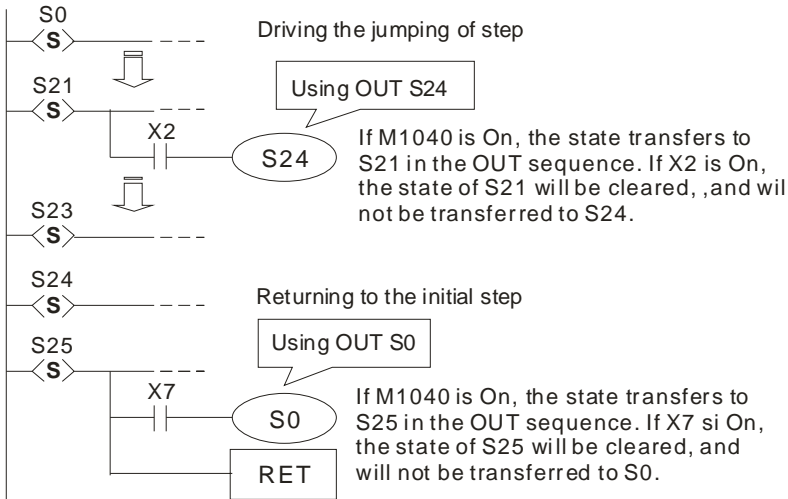 S0
S
Driving the jumping of step
S21
S
Using OUT S24
X2
S24
If M1040 is On, the state transfers to
S21 in the OUT sequence. If X2 is On,
the state of S21 will be cleared, ,and wil
not be transferred to S24.
S23
S
S24
S
Returning to the initial step
S25
S
Using OUT S0
X7
S0
If M1040 is On, the state transfers to
S25 in the OUT sequence. If X7 si On,
the state of S25 will be cleared, and
will not be transferred to S0.
RET